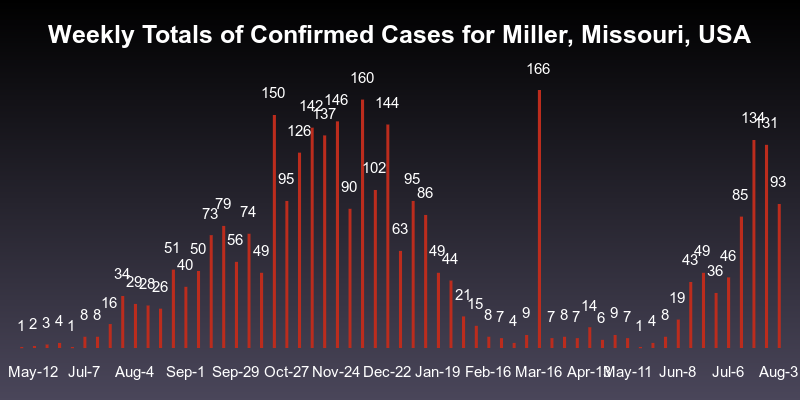 Weekly Totals of Confirmed Cases for Miller, Missouri, USA
1 2 3 4 1 8 8 16 34 29 28 26 51 40 50 73 79 56 74 49 150 95 126 142 137 146 90 160 102 144 63 95 86 49 44 21 15 8 7 4 9 166 7 8 7 14 6 9 7 1 4 8 19 43 49 36 46 85 134 131 93
May-12 Jul-7 Aug-4 Sep-1 Sep-29 Oct-27 Nov-24 Dec-22 Jan-19 Feb-16 Mar-16 Apr-13 May-11 Jun-8 Jul-6 Aug-3